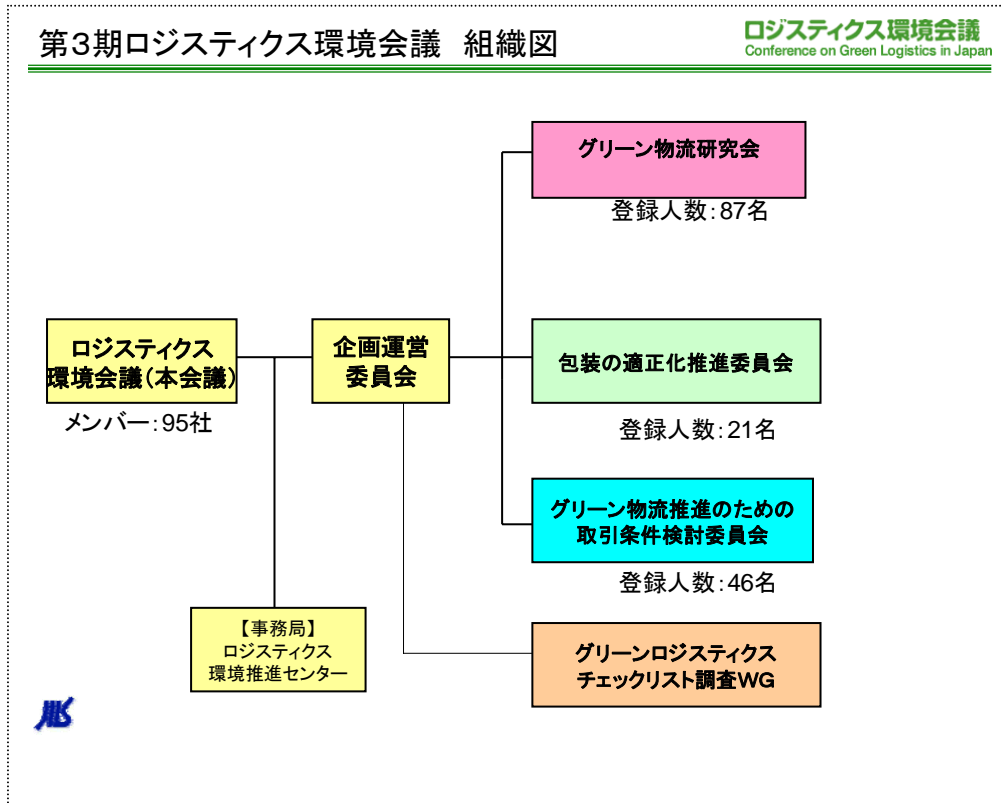 第3期ロジスティクス環境会議　組織図
ロジスティクス環境会議
Conference on Green Logistics in Japan
グリーン物流研究会
登録人数：87名
ロジスティクス
環境会議（本会議）
メンバー：95社
企画運営
委員会
包装の適正化推進委員会
登録人数：21名
グリーン物流推進のための
取引条件検討委員会
登録人数：46名
【事務局】
ロジスティクス
環境推進センター
グリーンロジスティクス
チェックリスト調査WG
JILS